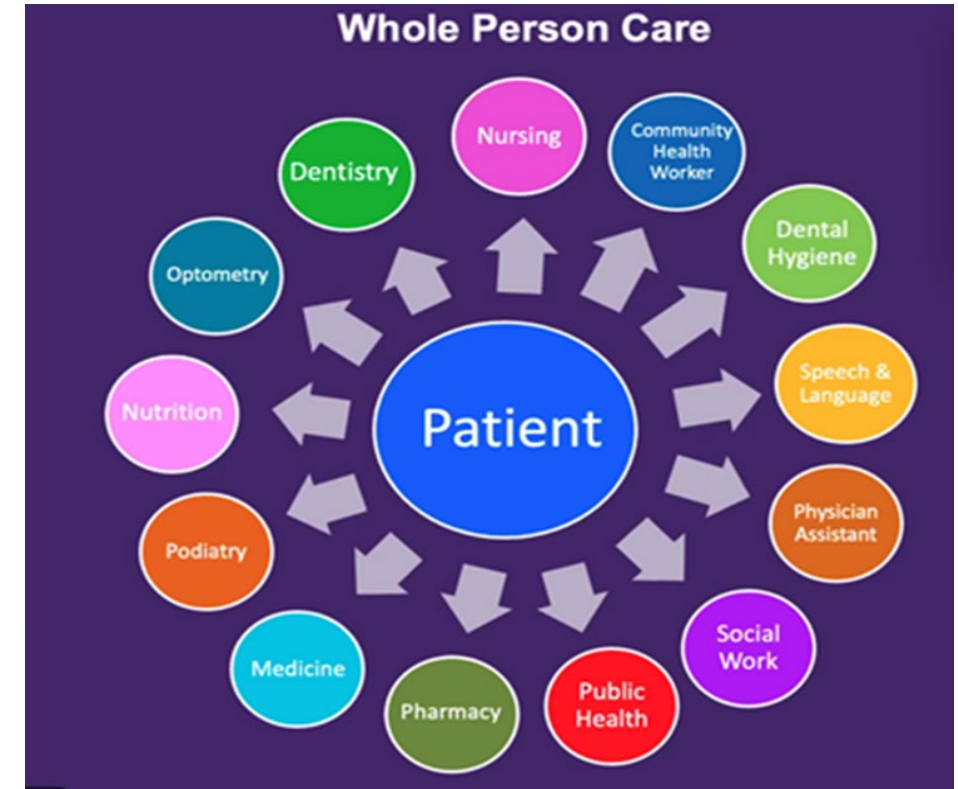 Whole Person Care
Nursing
Community
Health
Worker
Dental
Hygiene
Speech &
Language
Physician
Assistant
Social
Work
Public
Health
Pharmacy
Medicine
Podiatry
Nutrition
Optometry
Dentistry
Patient